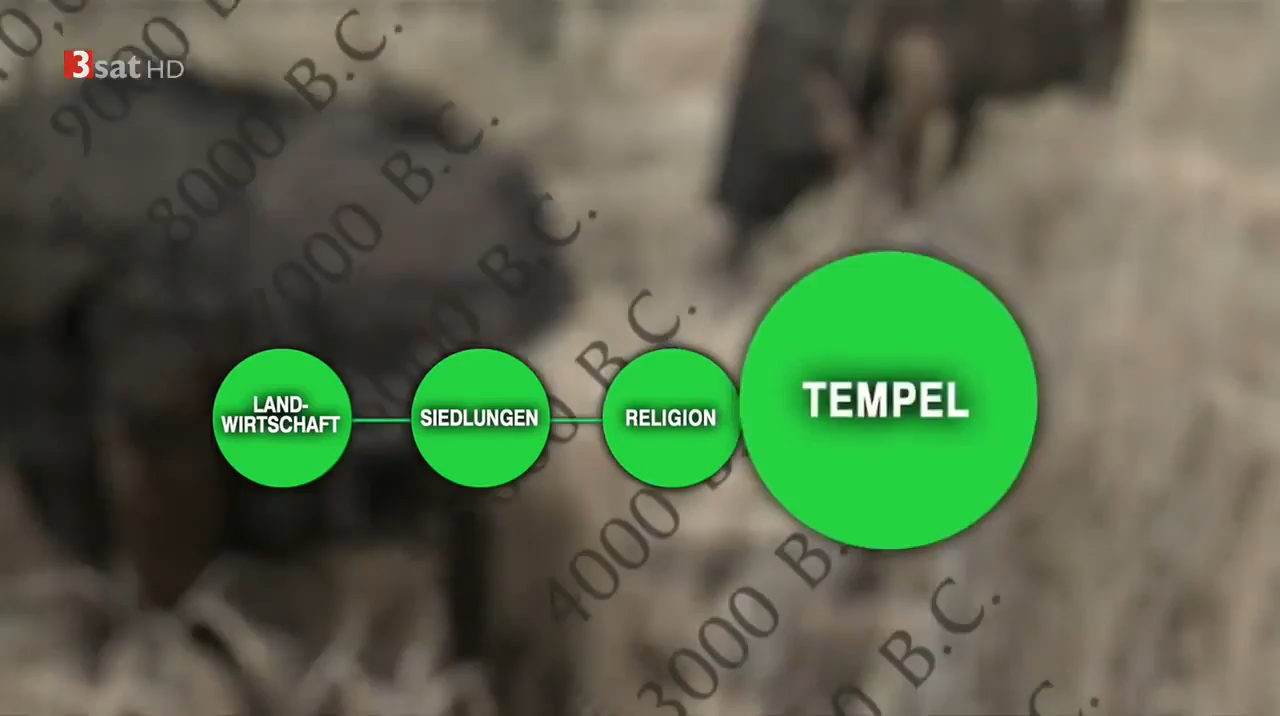 3sat HD
9000 B.C.
8000 B.C.
7000 B.C.
B.C.
4000 B.
3000 B.
B.C.
LAND-
WIRTSCHAFT
SIEDLUNGEN
RELIGION
TEMPEL